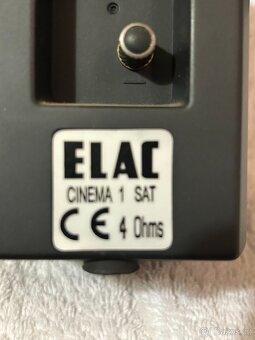 ELAC
CINEMA 1 SAT
CE 4 Ohms